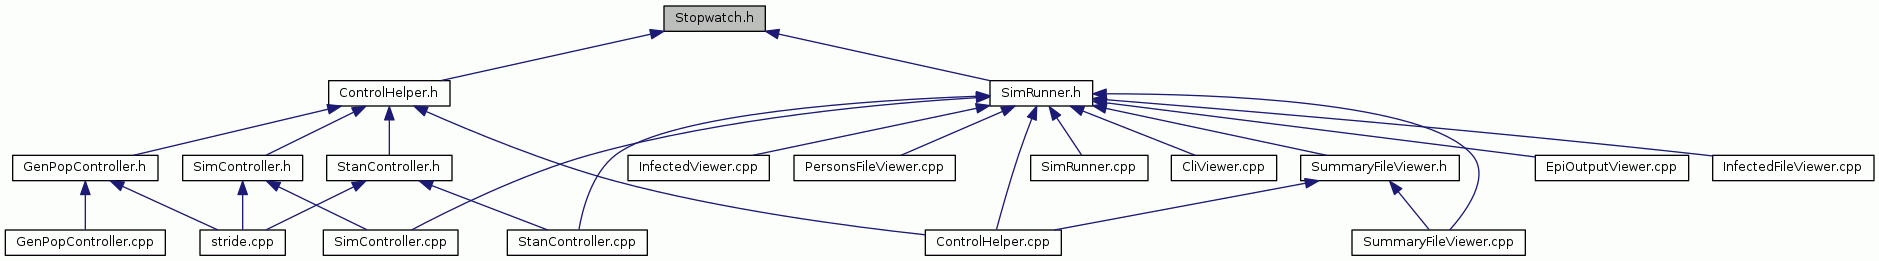 Stopwatch.h
ControlHelper.h
SimRunner.h
GenPopController.h
SimController.h
StanController.h
InfectedViewer.cpp
PersonsFileViewer.cpp
SimRunner.cpp
CliViewer.cpp
SummaryFileViewer.h
EpiOutputViewer.cpp
InfectedFileViewer.cpp
GenPopController.cpp
stride.cpp
SimController.cpp
StanController.cpp
ControlHelper.cpp
SummaryFileViewer.cpp